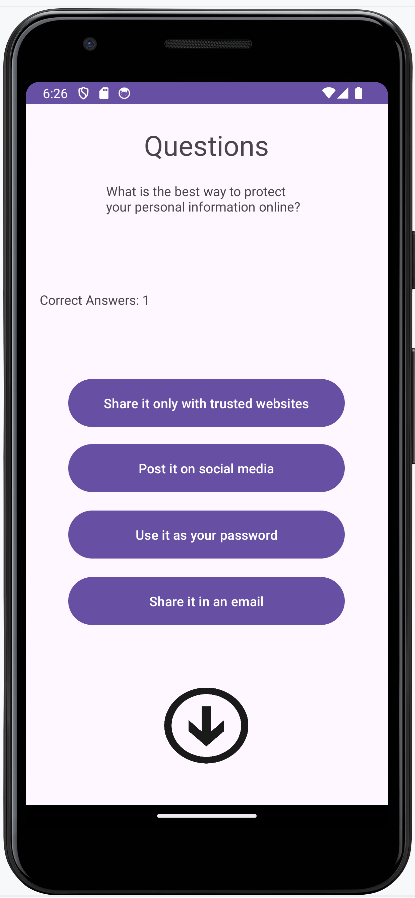 6:26
Questions
What is the best way to protect
your personal information online?
Correct Answers: 1
Share it only with trusted websites
Post it on social media
Use it as your password
Share it in an email